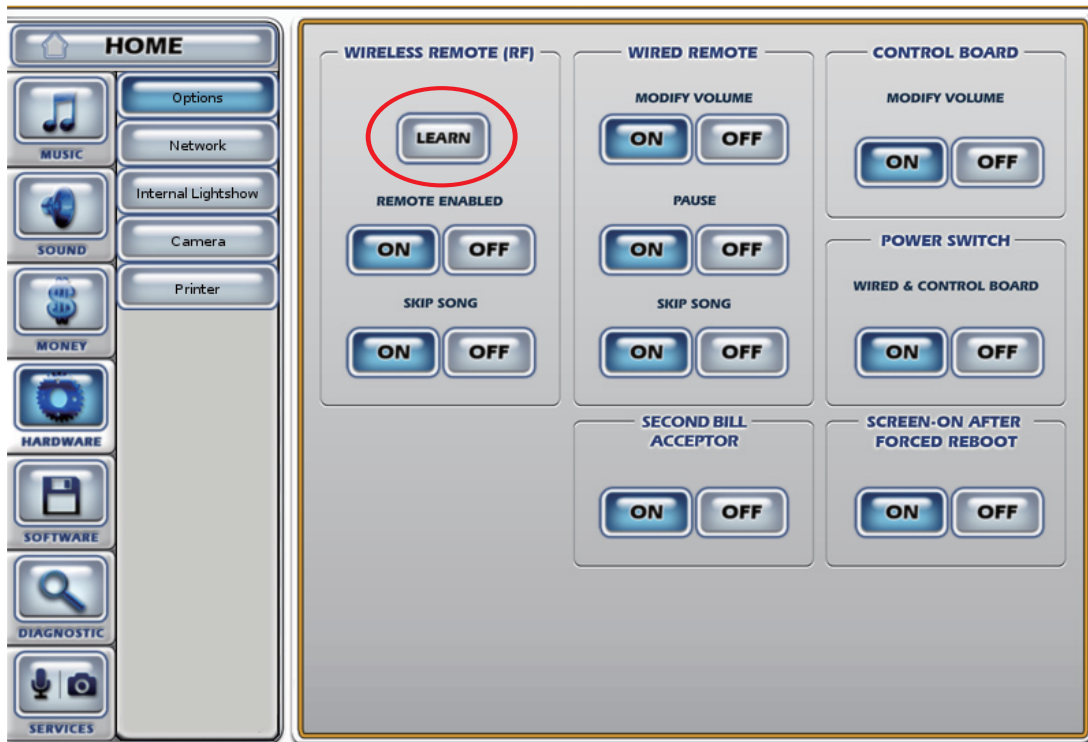 HOME
MUSIC
SOUND
MONEY
HARDWARE
SOFTWARE
DIAGNOSTIC
SERVICES
Options
Network
Internal Lightshow
Camera
Printer
WIRELESS REMOTE (RF)
LEARN
REMOTE ENABLED
ON OFF
SKIP SONG
ON OFF
WIRED REMOTE
MODIFY VOLUME
ON OFF
PAUSE
ON OFF
SKIP SONG
ON OFF
SECOND BILL
ACCEPTOR
ON OFF
CONTROL BOARD
MODIFY VOLUME
ON OFF
POWER SWITCH
WIRED & CONTROL BOARD
ON OFF
SCREEN-ON AFTER
FORCED REBOOT
ON OFF